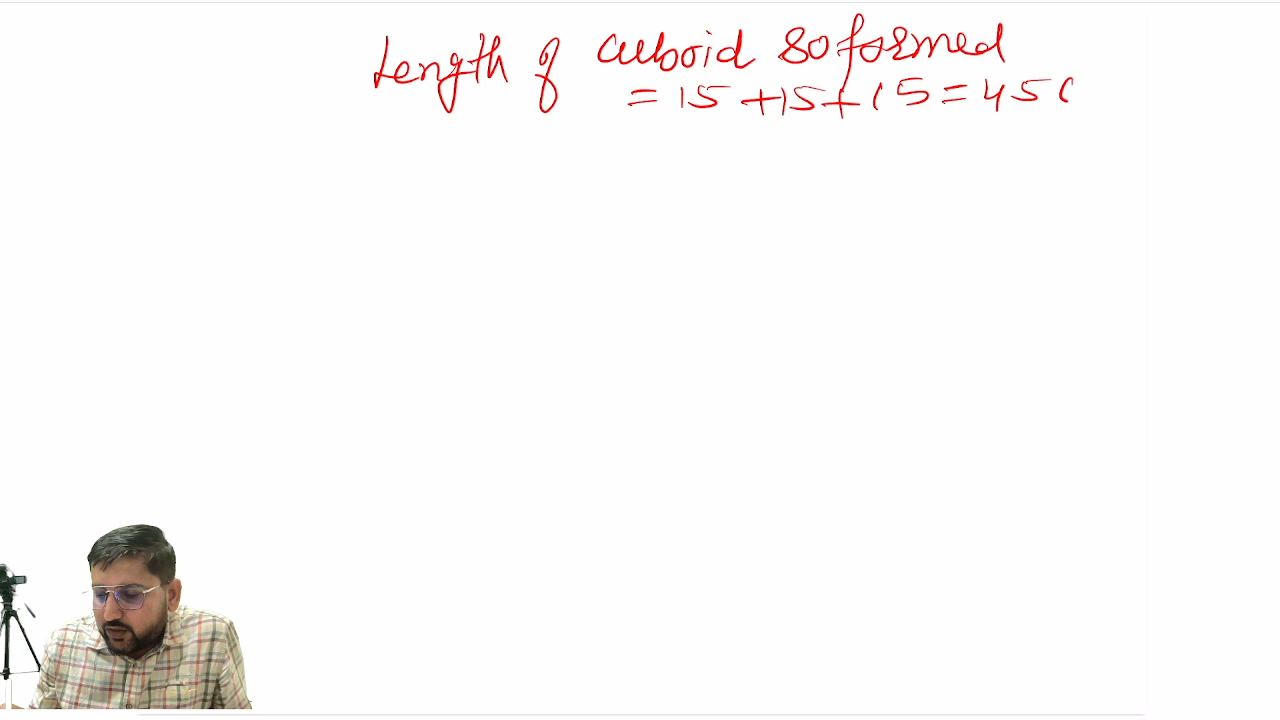 Length of cuboid so formed
= 15 + 15 + 15 = 45 c